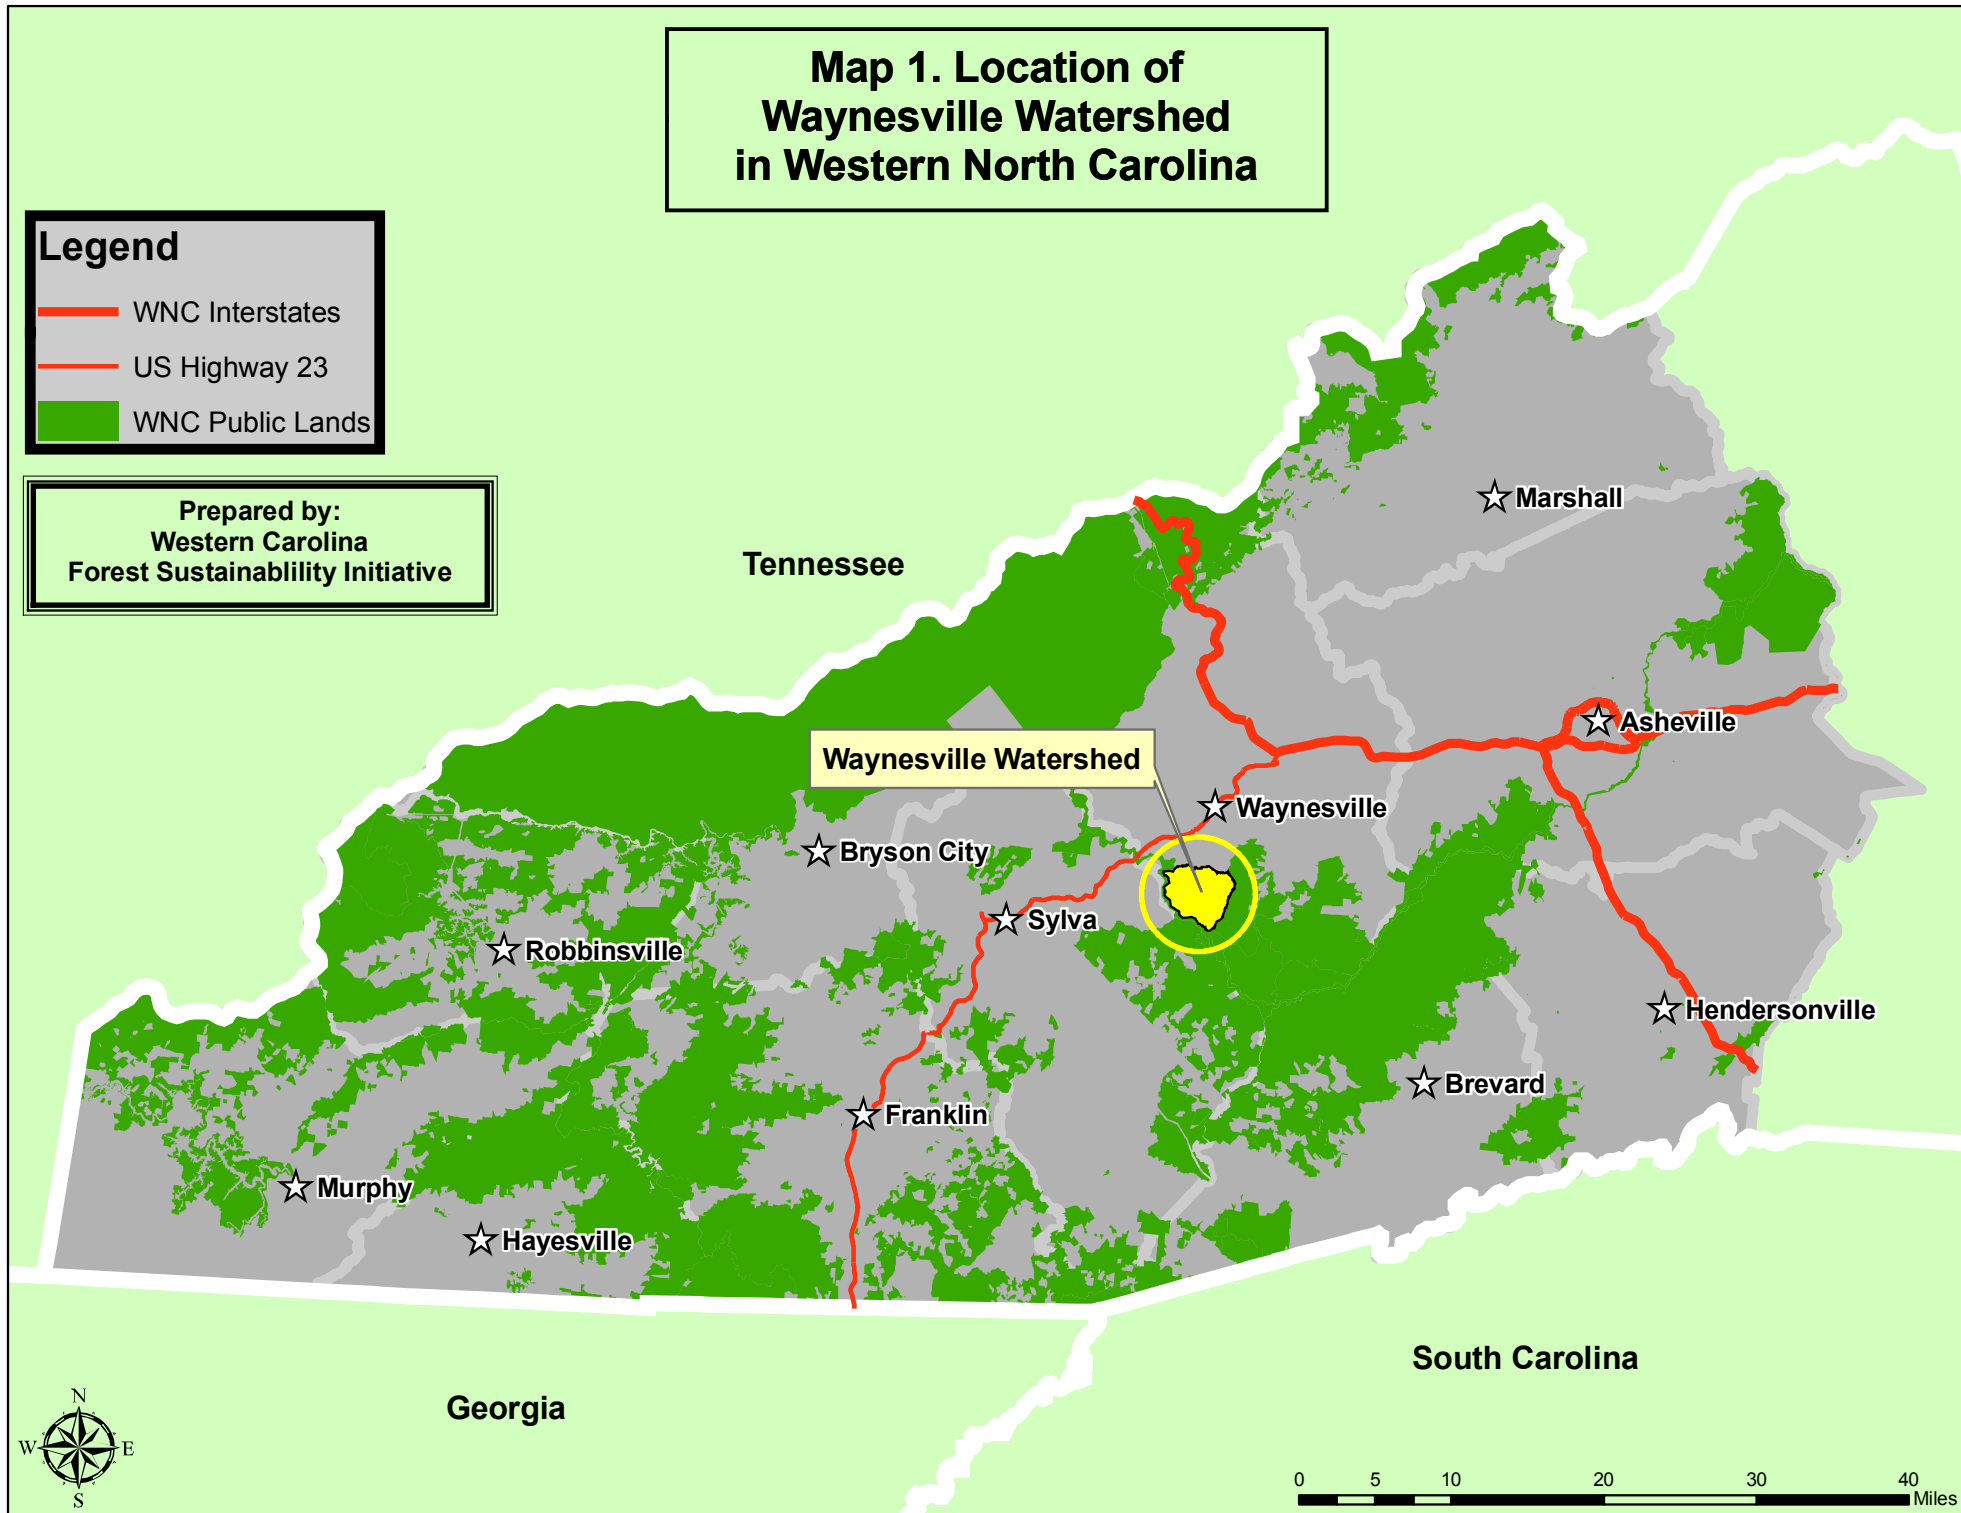 Map 1. Location of
Waynesville Watershed
in Western North Carolina
Legend
WNC Interstates
US Highway 23
WNC Public Lands
Prepared by:
Western Carolina
Forest Sustainablility Initiative
Tennessee
Marshall
Asheville
Waynesville Watershed
Waynesville
Bryson City
Sylva
Robbinsville
Hendersonville
Brevard
Franklin
Murphy
Hayesville
South Carolina
Georgia
N
W E
S
0 5 10 20 30 40
Miles